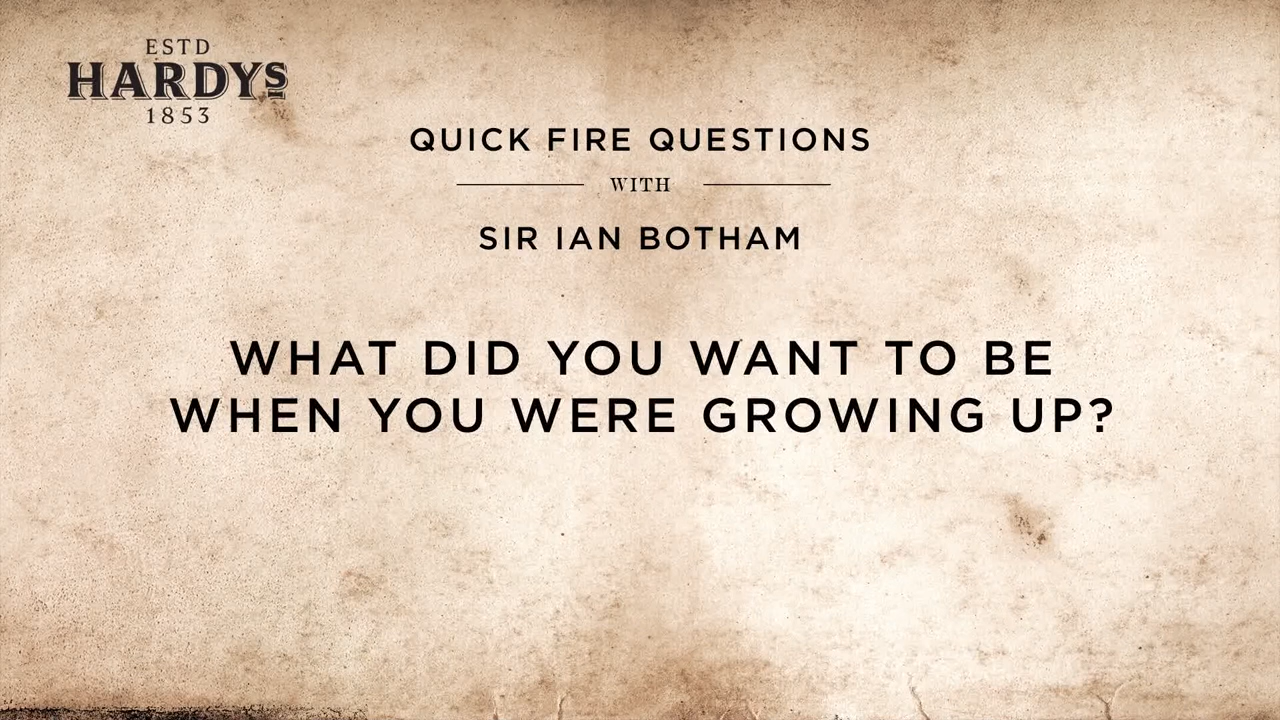 ESTD
HARDYS
1853
QUICK FIRE QUESTIONS
WITH
SIR IAN BOTHAM
WHAT DID YOU WANT TO BE
WHEN YOU WERE GROWING UP?